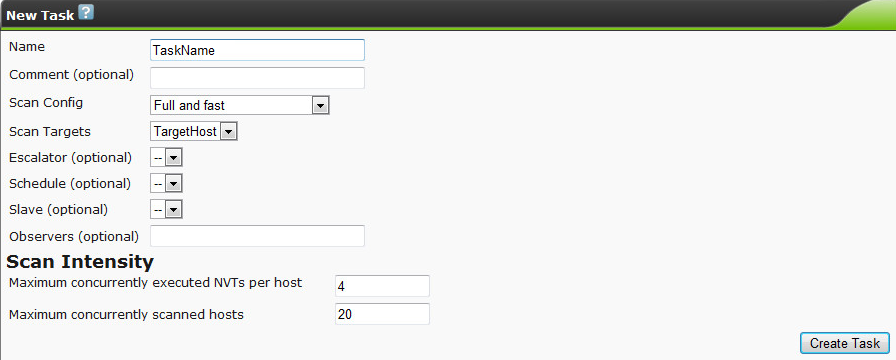 New Task ?
Name TaskName
Comment (optional)
Scan Config Full and fast
Scan Targets TargetHost
Escalator (optional) --
Schedule (optional) --
Slave (optional) --
Observers (optional)
Scan Intensity
Maximum concurrently executed NVTs per host 4
Maximum concurrently scanned hosts 20
Create Task